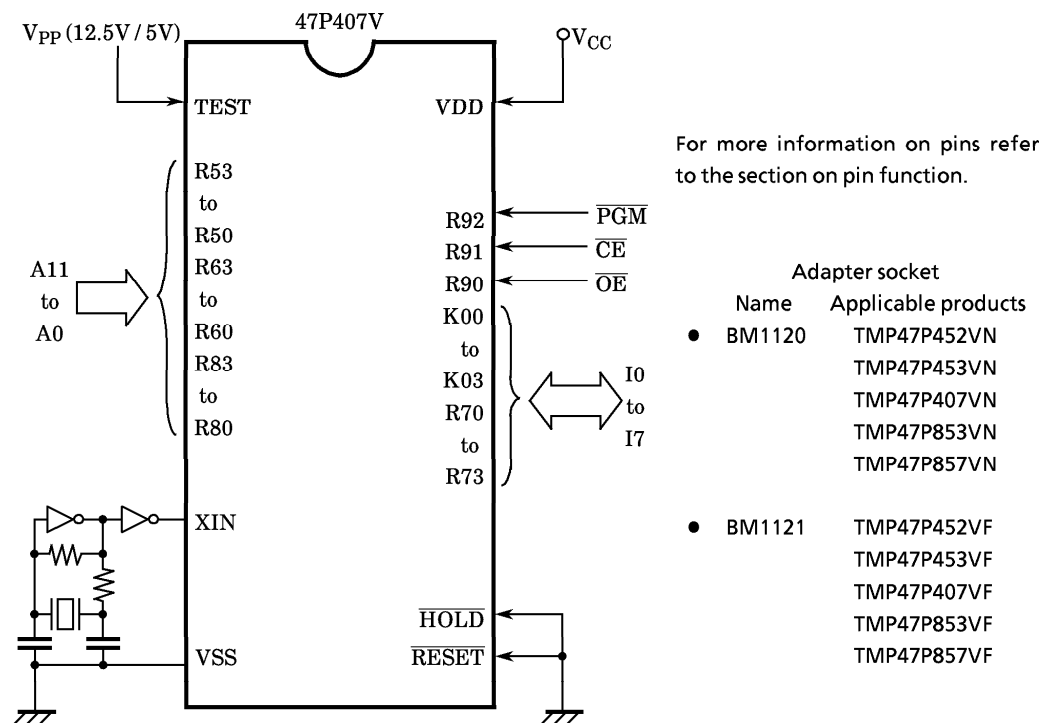 47P407V
VPP (12.5V / 5V)
VCC
TEST
VDD
R53
to
R50
R63
to
R60
R83
to
R80
A11
to
A0
R92
PGM
R91
CE
R90
OE
K00
to
K03
R70
to
R73
I0
to
I7
XIN
VSS
HOLD
RESET
For more information on pins refer
to the section on pin function.
Adapter socket
Name Applicable products
● BM1120 TMP47P452VN
TMP47P453VN
TMP47P407VN
TMP47P853VN
TMP47P857VN
● BM1121 TMP47P452VF
TMP47P453VF
TMP47P407VF
TMP47P853VF
TMP47P857VF